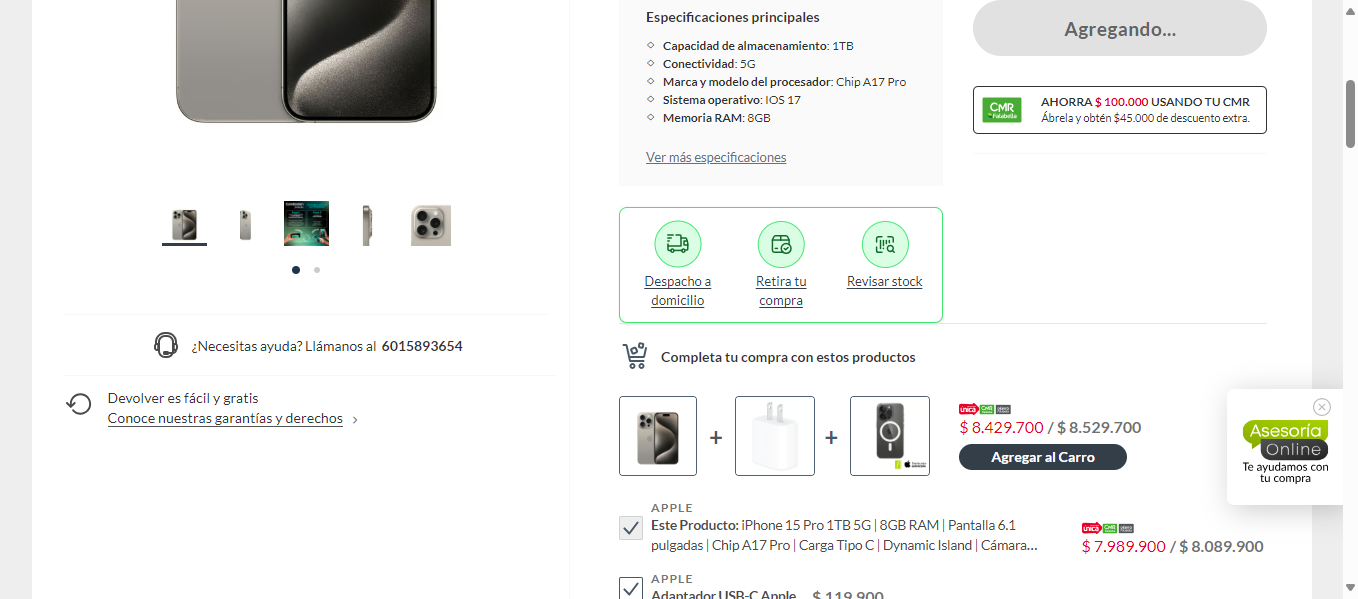 Especificaciones principales
Capacidad de almacenamiento: 1TB
Conectividad: 5G
Marca y modelo del procesador: Chip A17 Pro
Sistema operativo: IOS 17
Memoria RAM: 8GB
Ver más especificaciones
Agregando...
CMR
Falabella
AHORRA $ 100.000 USANDO TU CMR
Ábrela y obtén $45.000 de descuento extra.
Despacho a
domicilio
Retira tu
compra
Revisar stock
¿Necesitas ayuda? Llámanos al 6015893654
Devolver es fácil y gratis
Conoce nuestras garantías y derechos
Completa tu compra con estos productos
+
+
única CMR
$ 8.429.700 / $ 8.529.700
Agregar al Carro
Asesoría
Online
Te ayudamos con
tu compra
APPLE
Este Producto: iPhone 15 Pro 1TB 5G | 8GB RAM | Pantalla 6.1
pulgadas | Chip A17 Pro | Carga Tipo C | Dynamic Island | Cámara...
única CMR
$ 7.989.900 / $ 8.089.900
APPLE
Adaptador USB-C Apple $ 119.900